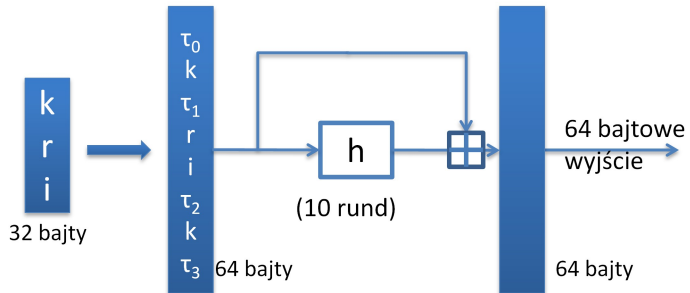 k
r
i
32 bajty
τ0
k
τ1
r
i
τ2
k
τ3
64 bajty
h
(10 rund)
64 bajtowe
wyjście
64 bajty